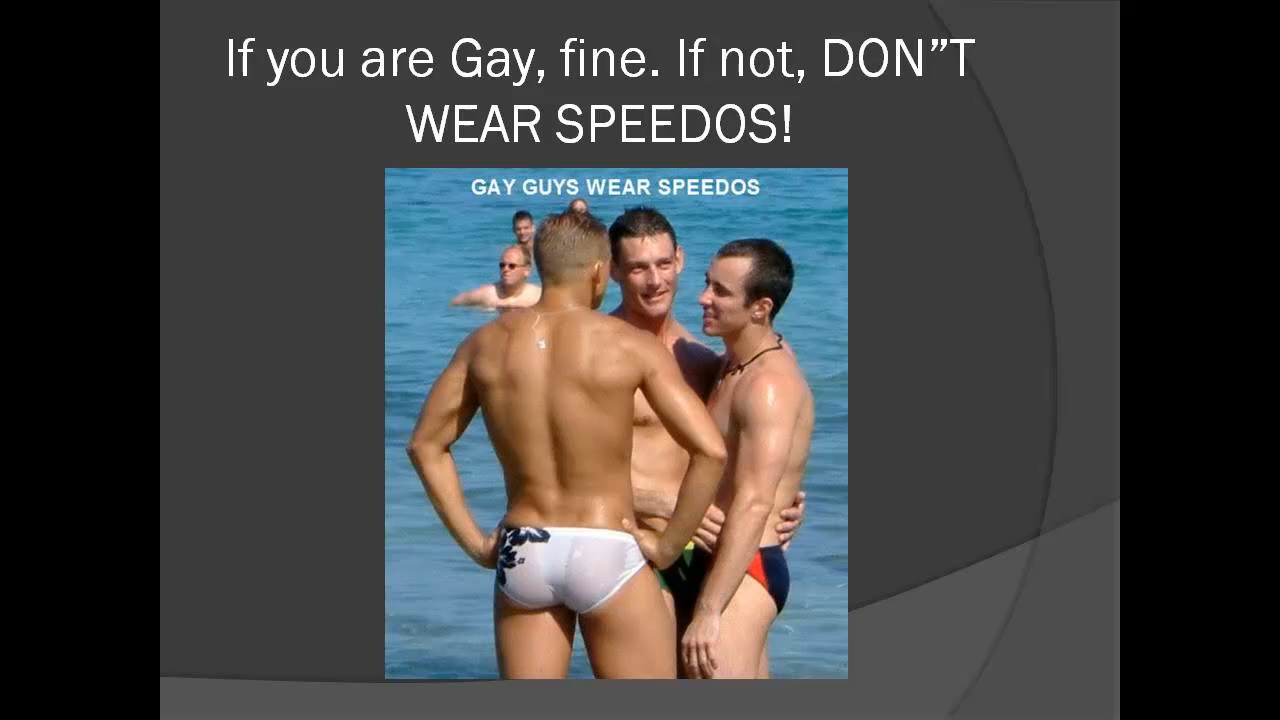 If you are Gay, fine. If not, DON”T
WEAR SPEEDOS!
GAY GUYS WEAR SPEEDOS